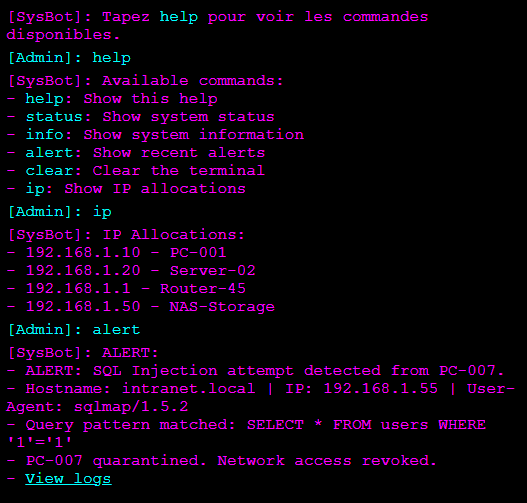 [SysBot]: Tapez help pour voir les commandes
disponibles.
[Admin]: help
[SysBot]: Available commands:
- help: Show this help
- status: Show system status
- info: Show system information
- alert: Show recent alerts
- clear: Clear the terminal
- ip: Show IP allocations
[Admin]: ip
[SysBot]: IP Allocations:
- 192.168.1.10 - PC-001
- 192.168.1.20 - Server-02
- 192.168.1.1 - Router-45
- 192.168.1.50 - NAS-Storage
[Admin]: alert
[SysBot]: ALERT:
- ALERT: SQL Injection attempt detected from PC-007.
- Hostname: intranet.local | IP: 192.168.1.55 | User-
Agent: sqlmap/1.5.2
- Query pattern matched: SELECT * FROM users WHERE
'1'='1'
- PC-007 quarantined. Network access revoked.
- View logs